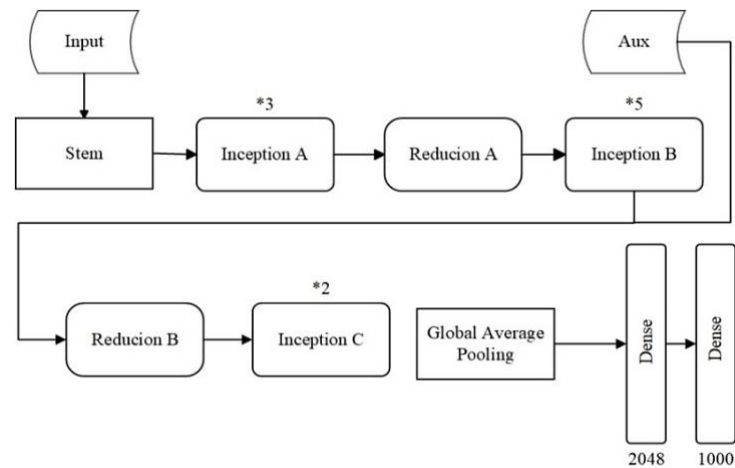 Input
Aux
*3
*5
Stem
Inception A
Reducion A
Inception B
*2
Reducion B
Inception C
Global Average
Pooling
Dense
Dense
2048
1000